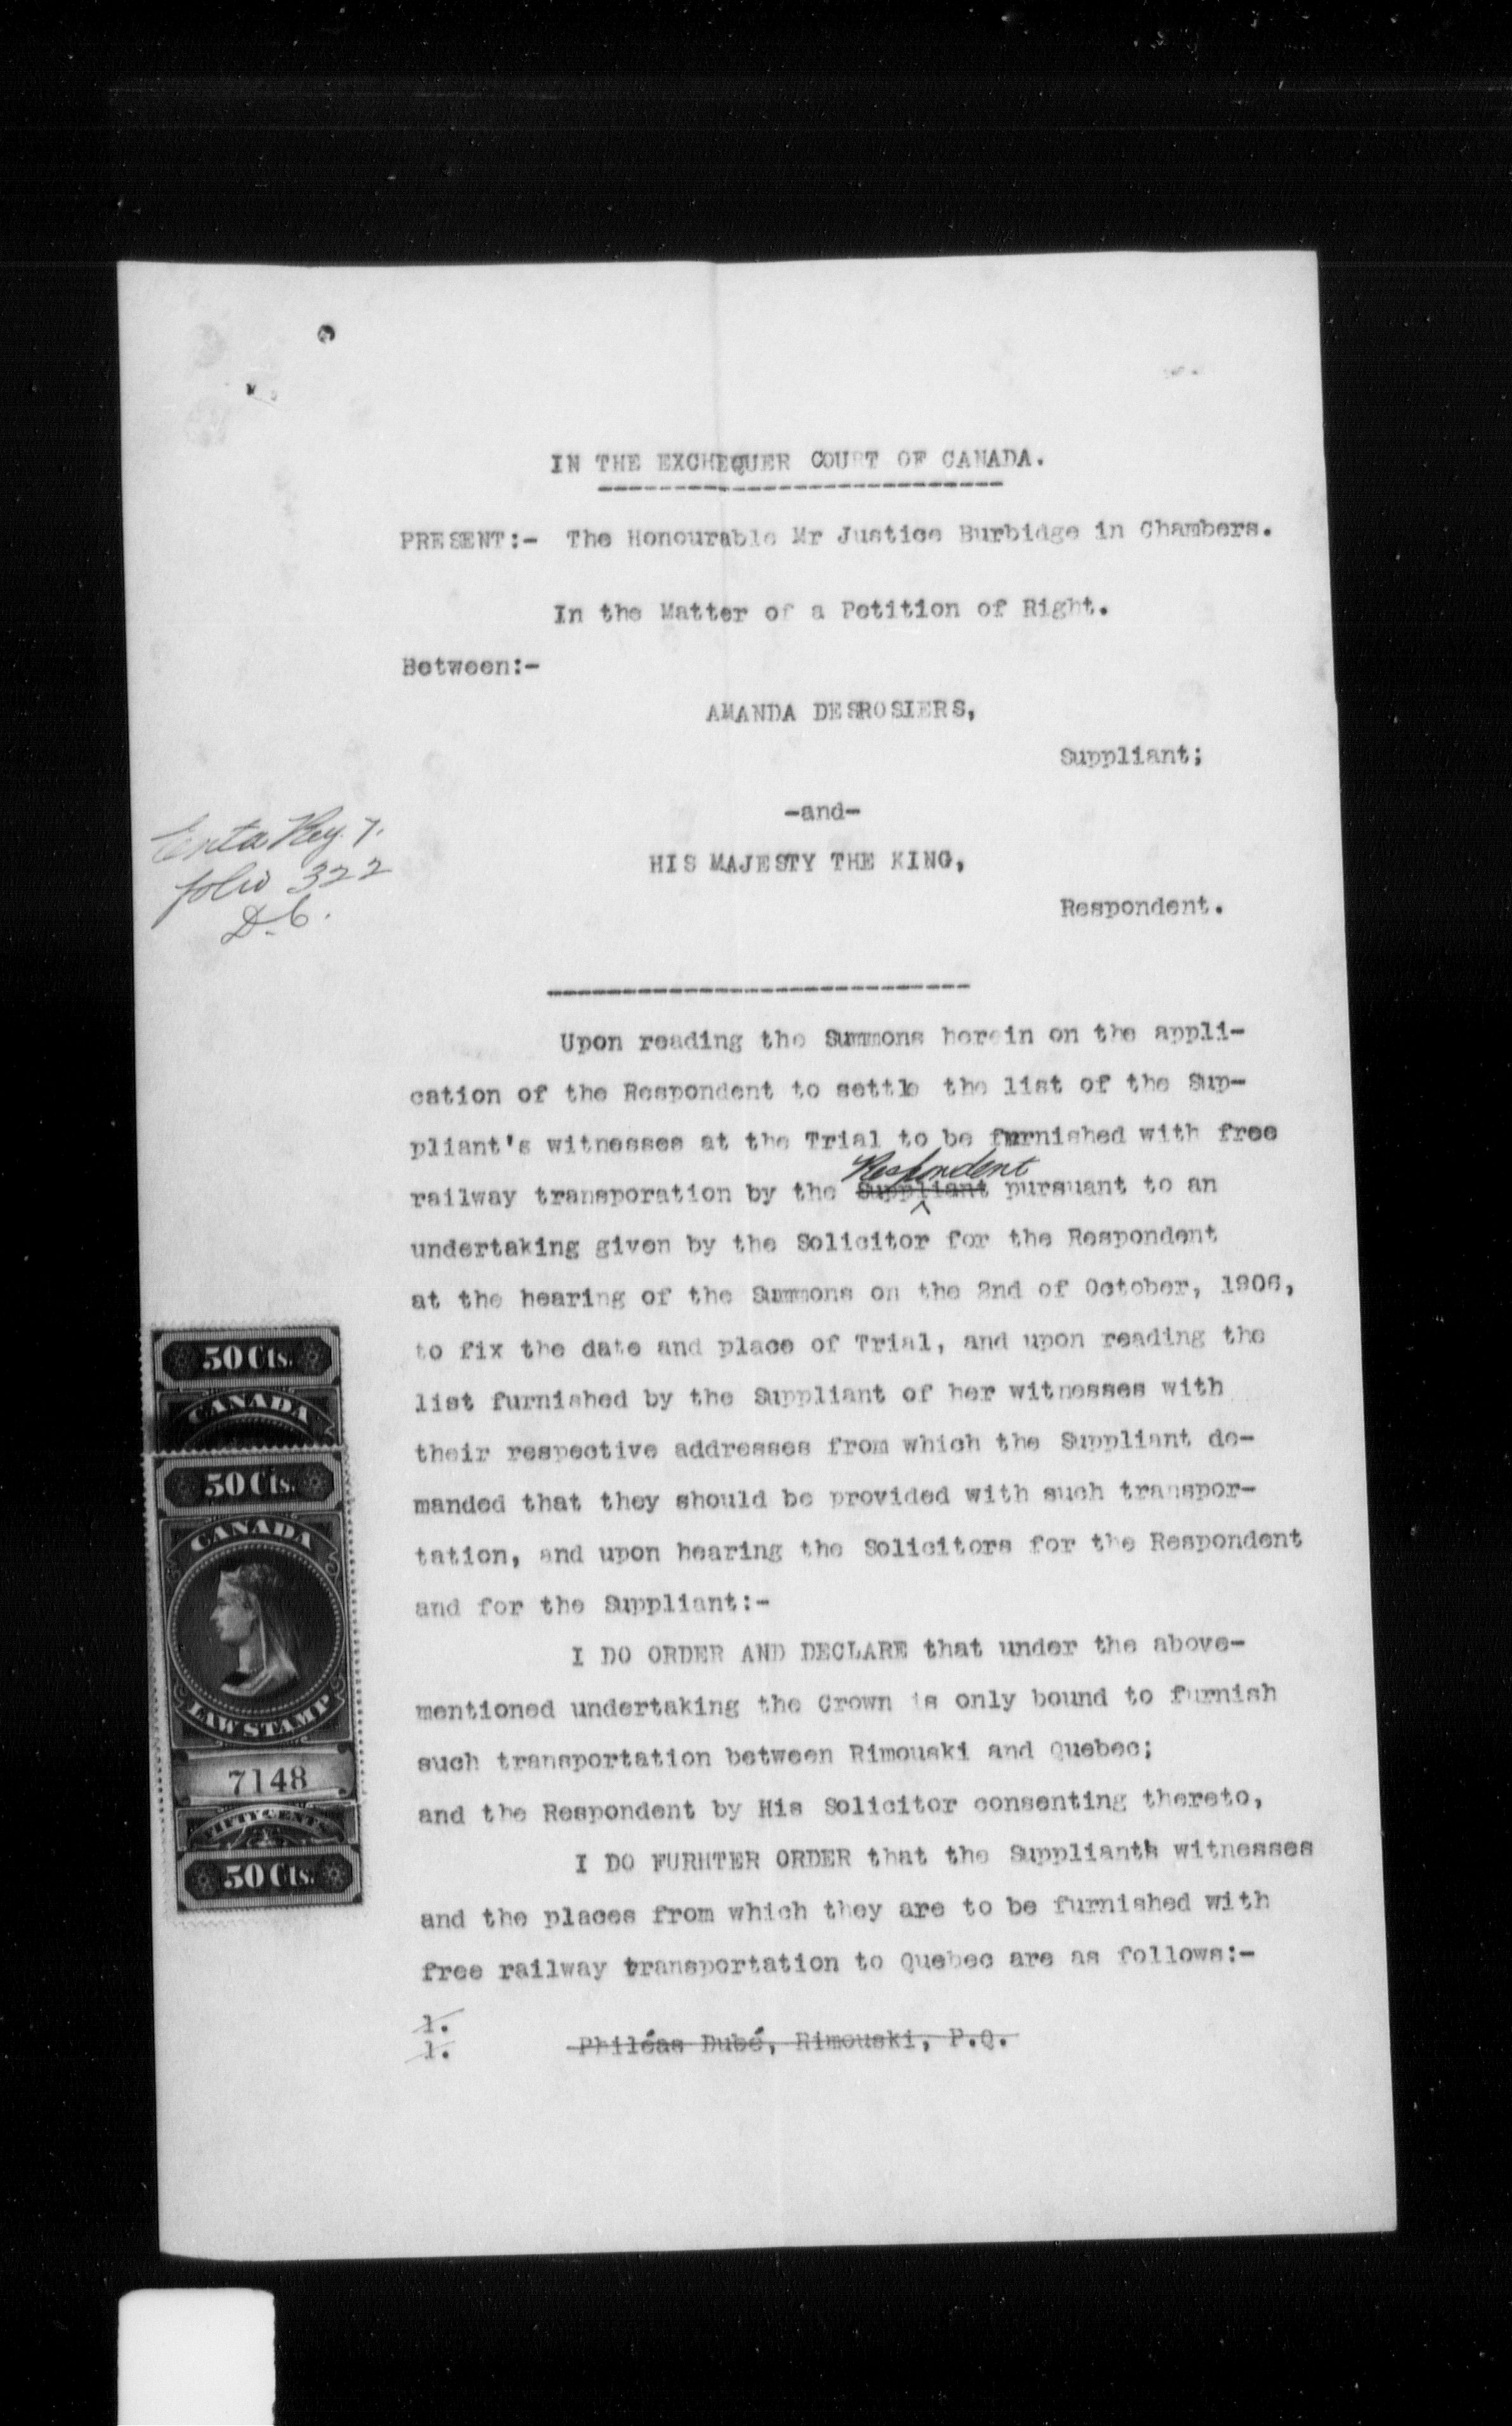 IN THE EXCHEQUER COURT OF CANADA.
PRESENT:- The Honourable Mr Justice Burbidge in Chambers.
In the Matter of a Petition of Right.
Between:-
AMANDA DESROSIERS,
Suppliant;
-and-
HIS MAJESTY THE KING,
Respondent.
folio 322
Upon reading the Summons herein on the appli-
cation of the Respondent to settle the list of the Sup-
pliant's witnesses at the Trial to be furnished with free
Respondent
railway transporation by the Suppliant pursuant to an
undertaking given by the Solicitor for the Respondent
at the hearing of the Summons on the 2nd of October, 1906,
to fix the date and place of Trial, and upon reading the
list furnished by the Suppliant of her witnesses with
their respective addresses from which the Suppliant de-
manded that they should be provided with such transpor-
tation, and upon hearing the Solicitors for the Respondent
and for the Suppliant:-
I DO ORDER AND DECLARE that under the above-
mentioned undertaking the Crown is only bound to furnish
such transportation between Rimouski and Quebec;
and the Respondent by His Solicitor consenting thereto,
I DO FURHTER ORDER that the Suppliants witnesses
and the places from which they are to be furnished with
free railway transportation to Quebec are as follows:-
1.
1. Philéas Dubé, Rimouski, P.Q.
50 Cts.
CANADA
50 Cts.
CANADA
LAW STAMP
7148
FIFTY CENTS
50 Cts.